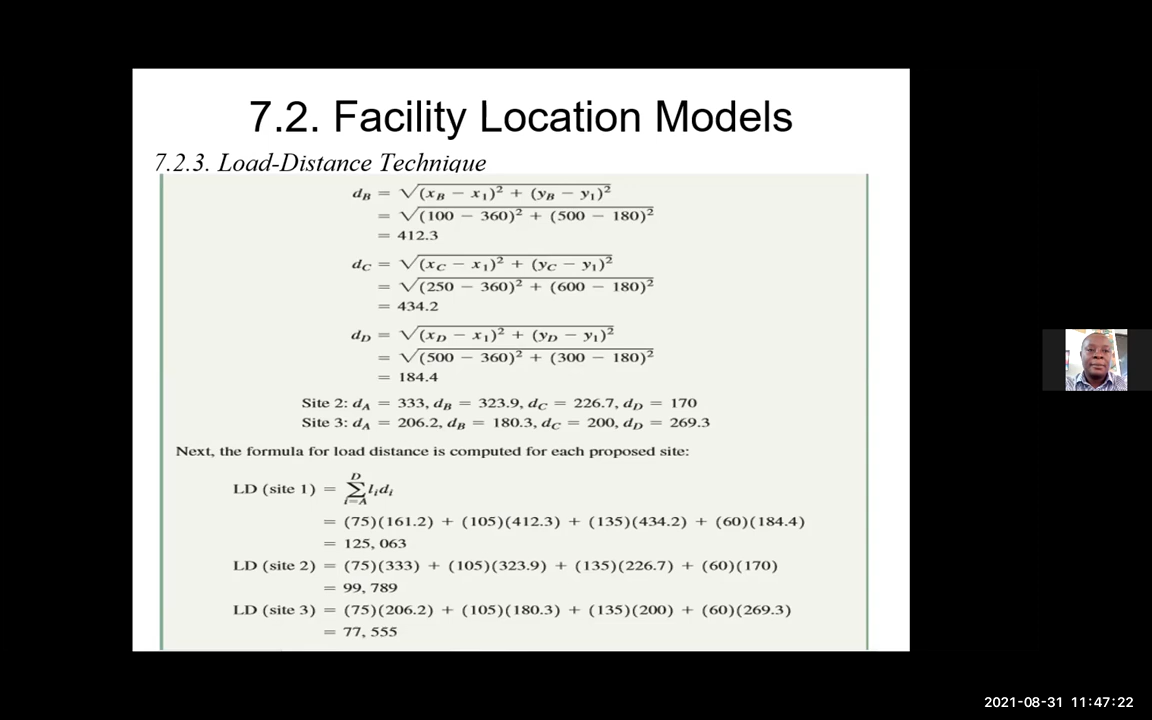 7.2. Facility Location Models
7.2.3. Load-Distance Technique
d_B = √(x_B − x_1)² + (y_B − y_1)²
= √(100 − 360)² + (500 − 180)²
= 412.3
d_C = √(x_C − x_1)² + (y_C − y_1)²
= √(250 − 360)² + (600 − 180)²
= 434.2
d_D = √(x_D − x_1)² + (y_D − y_1)²
= √(500 − 360)² + (300 − 180)²
= 184.4
Site 2: d_A = 333, d_B = 323.9, d_C = 226.7, d_D = 170
Site 3: d_A = 206.2, d_B = 180.3, d_C = 200, d_D = 269.3
Next, the formula for load distance is computed for each proposed site:
LD (site 1) = D∑i=A l_i d_i
= (75)(161.2) + (105)(412.3) + (135)(434.2) + (60)(184.4)
= 125, 063
LD (site 2) = (75)(333) + (105)(323.9) + (135)(226.7) + (60)(170)
= 99, 789
LD (site 3) = (75)(206.2) + (105)(180.3) + (135)(200) + (60)(269.3)
= 77, 555
2021-08-31 11:47:22